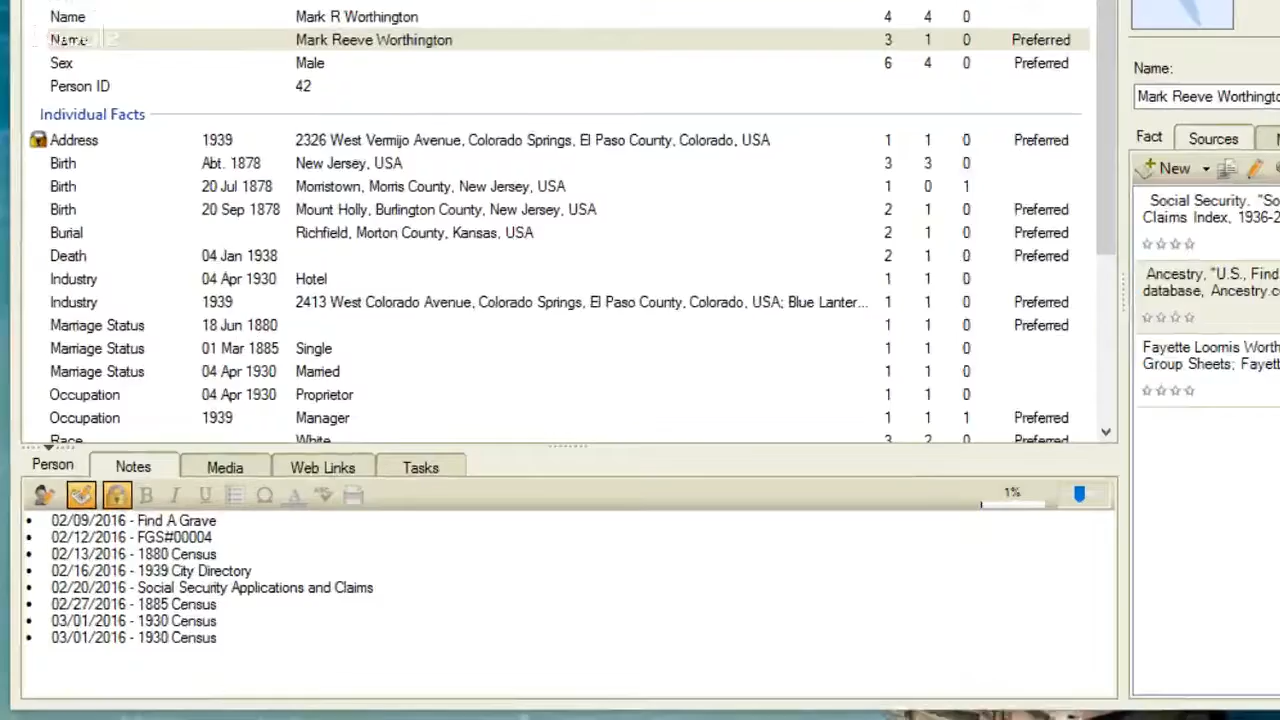 Name Mark R Worthington 4 4 0
Name Mark Reeve Worthington 3 1 0 Preferred
Sex Male 6 4 0 Preferred
Person ID 42
Individual Facts
Address 1939 2326 West Vermijo Avenue, Colorado Springs, El Paso County, Colorado, USA 1 1 0 Preferred
Birth Abt. 1878 New Jersey, USA 3 3 0
Birth 20 Jul 1878 Morristown, Morris County, New Jersey, USA 1 0 1
Birth 20 Sep 1878 Mount Holly, Burlington County, New Jersey, USA 2 1 0 Preferred
Burial Richfield, Morton County, Kansas, USA 2 1 0 Preferred
Death 04 Jan 1938 2 1 0 Preferred
Industry 04 Apr 1930 Hotel 1 1 0
Industry 1939 2413 West Colorado Avenue, Colorado Springs, El Paso County, Colorado, USA; Blue Lanter... 1 1 0 Preferred
Marriage Status 18 Jun 1880 1 1 0 Preferred
Marriage Status 01 Mar 1885 Single 1 1 0
Marriage Status 04 Apr 1930 Married 1 1 0
Occupation 04 Apr 1930 Proprietor 1 1 0
Occupation 1939 Manager 1 1 1 Preferred
Race White 3 2 0 Preferred
Person Notes Media Web Links Tasks
B I U Ω A 1%
02/09/2016 - Find A Grave
02/12/2016 - FGS#00004
02/13/2016 - 1880 Census
02/16/2016 - 1939 City Directory
02/20/2016 - Social Security Applications and Claims
02/27/2016 - 1885 Census
03/01/2016 - 1930 Census
03/01/2016 - 1930 Census
Name:
Mark Reeve Worthingto
Fact Sources
New
Social Security. "So
Claims Index, 1936-2
Ancestry, "U.S., Find
database, Ancestry.c
Fayette Loomis Worth
Group Sheets; Fayet